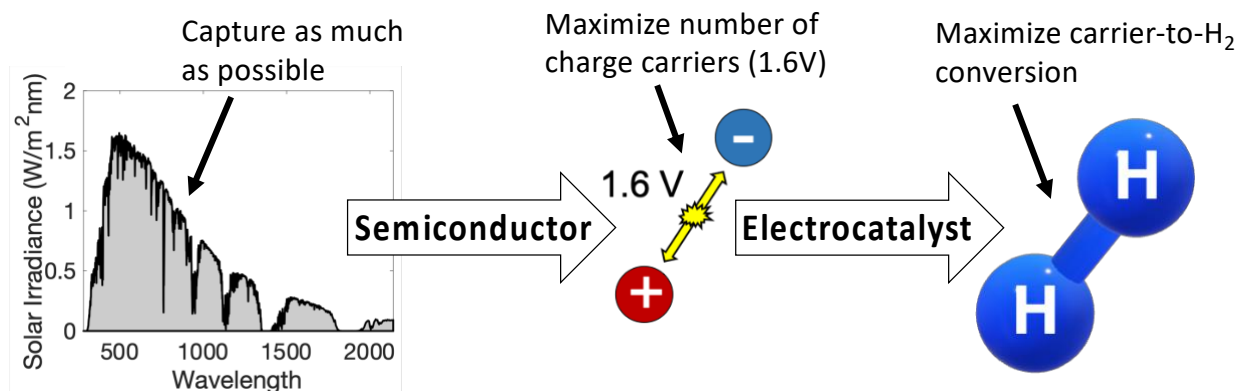 Capture as much
as possible
Maximize number of
charge carriers (1.6V)
Maximize carrier-to-H₂
conversion
Solar Irradiance (W/m²nm)
2
1.5
1
0.5
0
500
1000
1500
2000
Wavelength
Semiconductor
1.6 V
-
+
Electrocatalyst
H
H